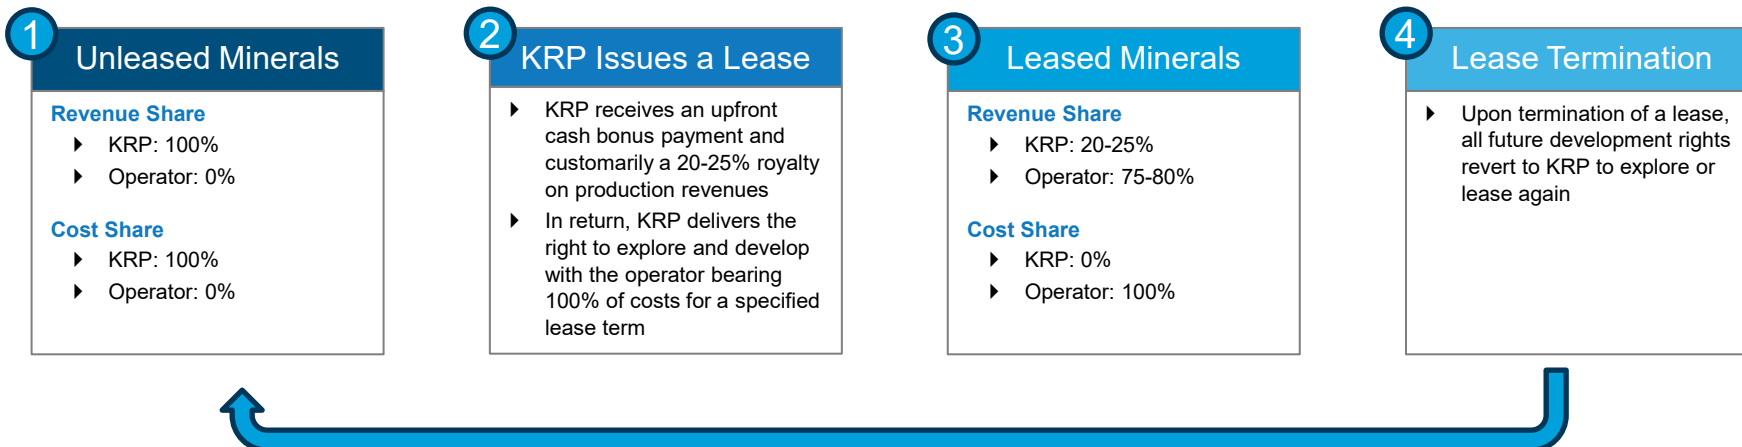 1
Unleased Minerals
Revenue Share
KRP: 100%
Operator: 0%
Cost Share
KRP: 100%
Operator: 0%
2
KRP Issues a Lease
KRP receives an upfront
cash bonus payment and
customarily a 20-25% royalty
on production revenues
In return, KRP delivers the
right to explore and develop
with the operator bearing
100% of costs for a specified
lease term
3
Leased Minerals
Revenue Share
KRP: 20-25%
Operator: 75-80%
Cost Share
KRP: 0%
Operator: 100%
4
Lease Termination
Upon termination of a lease,
all future development rights
revert to KRP to explore or
lease again